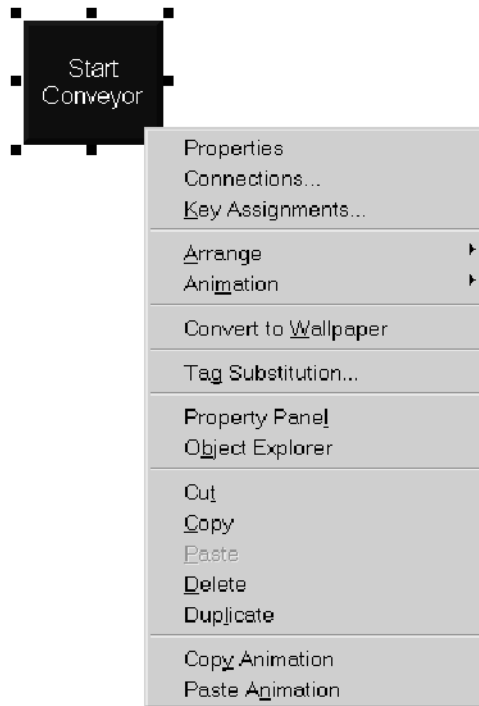 Start
Conveyor
Properties
Connections...
Key Assignments...
Arrange
Animation
Convert to Wallpaper
Tag Substitution...
Property Panel
Object Explorer
Cut
Copy
Paste
Delete
Duplicate
Copy Animation
Paste Animation